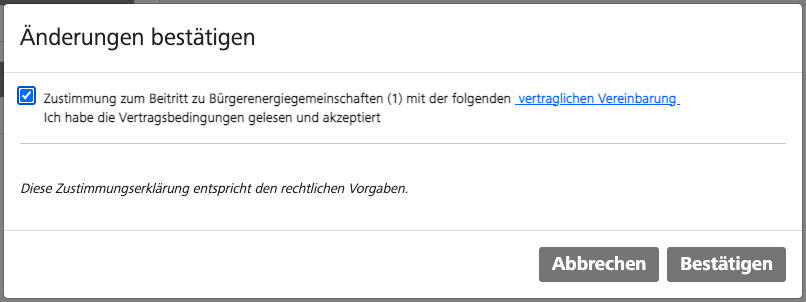 Änderungen bestätigen
Zustimmung zum Beitritt zu Bürgerenergiegemeinschaften (1) mit der folgenden vertraglichen Vereinbarung
Ich habe die Vertragsbedingungen gelesen und akzeptiert
Diese Zustimmungserklärung entspricht den rechtlichen Vorgaben.
Abbrechen Bestätigen